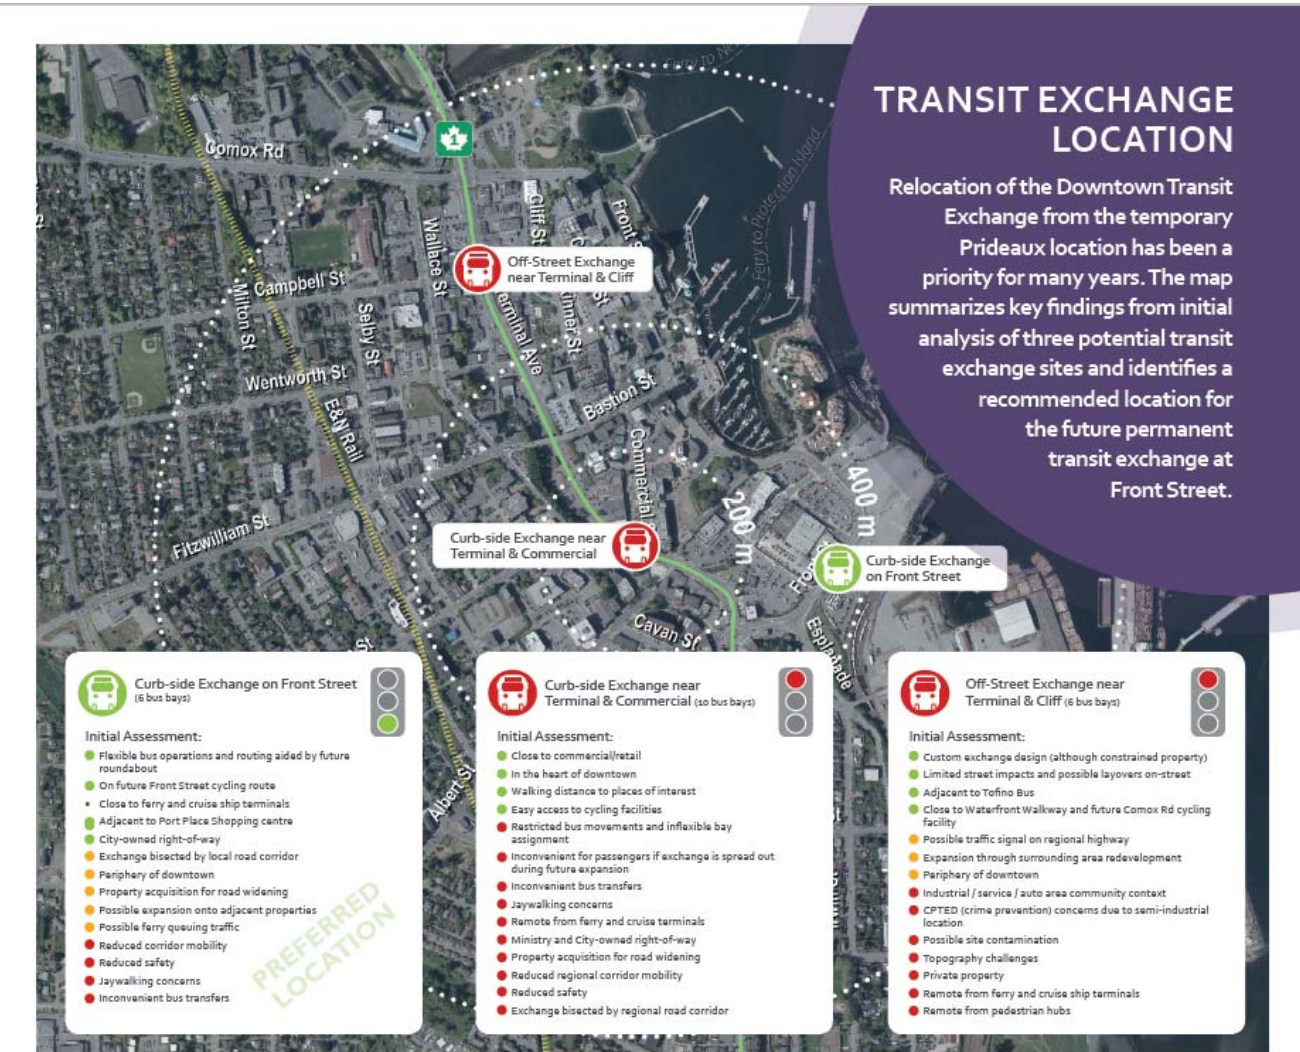 TRANSIT EXCHANGE
LOCATION
Relocation of the Downtown Transit
Exchange from the temporary
Prideaux location has been a
priority for many years. The map
summarizes key findings from initial
analysis of three potential transit
exchange sites and identifies a
recommended location for
the future permanent
transit exchange at
Front Street.
Ferry to
Ferry to Protection Island
Comox Rd
1
Cliff St
Front
Wallace St
Off-Street Exchange
near Terminal & Cliff
St
Campbell St
Milton St
Selby St
Terminal Ave
Skinner St
Wentworth St
Bastion St
E&N Rail
Commercial
400 m
200 m
Fitzwilliam St
Curb-side Exchange near
Terminal & Commercial
Curb-side Exchange
on Front Street
Cavan St
Esplanade
St
Albert St
St
Curb-side Exchange on Front Street
(6 bus bays)
Initial Assessment:
Flexible bus operations and routing aided by future
roundabout
On future Front Street cycling route
Close to ferry and cruise ship terminals
Adjacent to Port Place Shopping centre
City-owned right-of-way
Exchange bisected by local road corridor
Periphery of downtown
Property acquisition for road widening
Possible expansion onto adjacent properties
Possible ferry queuing traffic
Reduced corridor mobility
Reduced safety
Jaywalking concerns
Inconvenient bus transfers
PREFERRED
LOCATION
Curb-side Exchange near
Terminal & Commercial (10 bus bays)
Initial Assessment:
Close to commercial/retail
In the heart of downtown
Walking distance to places of interest
Easy access to cycling facilities
Restricted bus movements and inflexible bay
assignment
Inconvenient for passengers if exchange is spread out
during future expansion
Inconvenient bus transfers
Jaywalking concerns
Remote from ferry and cruise terminals
Ministry and City-owned right-of-way
Property acquisition for road widening
Reduced regional corridor mobility
Reduced safety
Exchange bisected by regional road corridor
Off-Street Exchange near
Terminal & Cliff (6 bus bays)
Initial Assessment:
Custom exchange design (although constrained property)
Limited street impacts and possible layovers on-street
Adjacent to Tofino Bus
Close to Waterfront Walkway and future Comox Rd cycling
facility
Possible traffic signal on regional highway
Expansion through surrounding area redevelopment
Periphery of downtown
Industrial / service / auto area community context
CPTED (crime prevention) concerns due to semi-industrial
location
Possible site contamination
Topography challenges
Private property
Remote from ferry and cruise ship terminals
Remote from pedestrian hubs